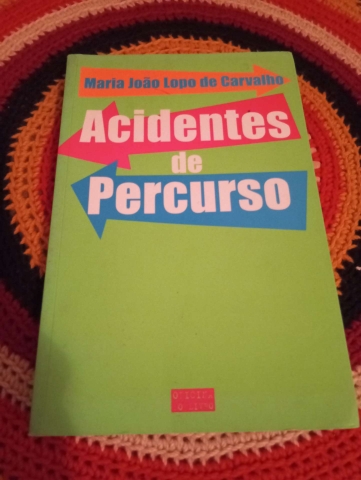 Maria João Lopo de Carvalho
Acidentes
de
Percurso